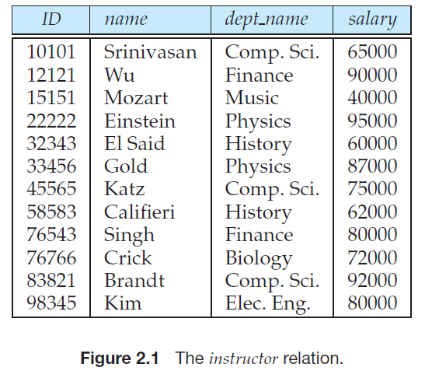 ID name dept_name salary
10101 Srinivasan Comp. Sci. 65000
12121 Wu Finance 90000
15151 Mozart Music 40000
22222 Einstein Physics 95000
32343 El Said History 60000
33456 Gold Physics 87000
45565 Katz Comp. Sci. 75000
58583 Califieri History 62000
76543 Singh Finance 80000
76766 Crick Biology 72000
83821 Brandt Comp. Sci. 92000
98345 Kim Elec. Eng. 80000
Figure 2.1 The instructor relation.